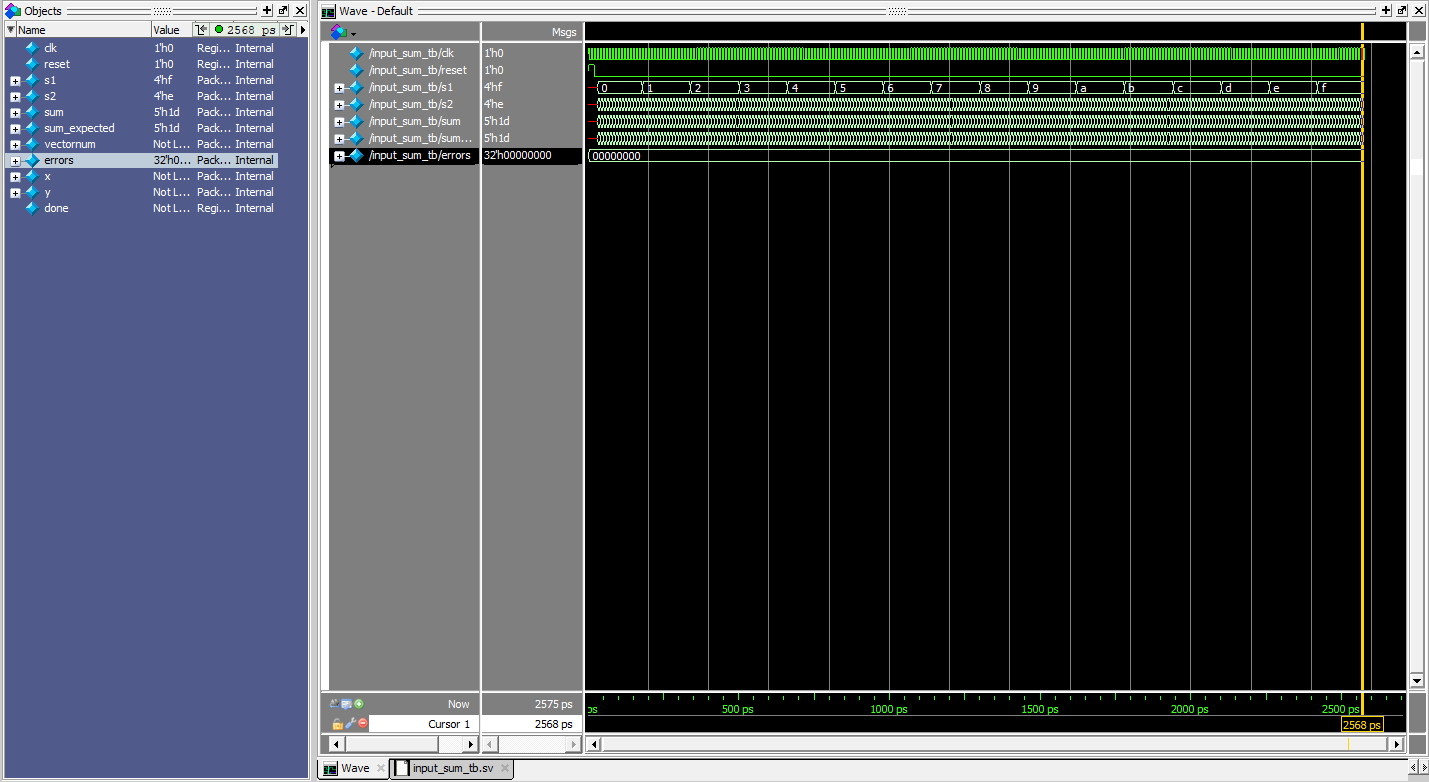 Objects
Name Value 2568 ps
clk 1'h0 Regi... Internal
reset 1'h0 Regi... Internal
s1 4'hf Pack... Internal
s2 4'he Pack... Internal
sum 5'h1d Pack... Internal
sum_expected 5'h1d Pack... Internal
vectornum Not L... Pack... Internal
errors 32'h0... Pack... Internal
x Not L... Pack... Internal
y Not L... Pack... Internal
done Not L... Regi... Internal
Wave - Default
Msgs
/input_sum_tb/clk 1'h0
/input_sum_tb/reset 1'h0
/input_sum_tb/s1 4'hf 0 1 2 3 4 5 6 7 8 9 a b c d e f
/input_sum_tb/s2 4'he
/input_sum_tb/sum 5'h1d
/input_sum_tb/sum... 5'h1d
/input_sum_tb/errors 32'h00000000 00000000
Now 2575 ps
ps 500 ps 1000 ps 1500 ps 2000 ps 2500 ps
Cursor 1 2568 ps
2568 ps
Wave input_sum_tb.sv